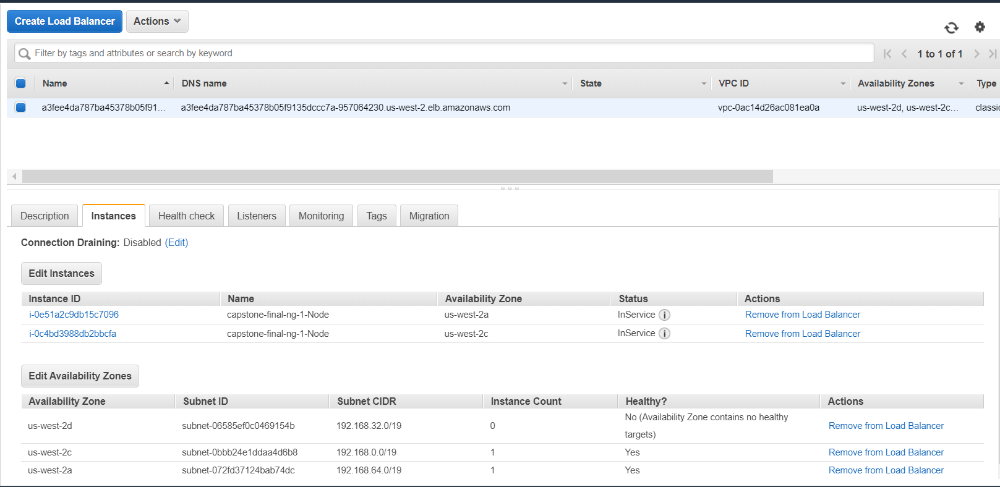 Create Load Balancer Actions
Filter by tags and attributes or search by keyword 1 to 1 of 1
Name DNS name State VPC ID Availability Zones Type
a3fee4da787ba45378b05f91... a3fee4da787ba45378b05f9135dccc7a-957064230.us-west-2.elb.amazonaws.com vpc-0ac14d26ac081ea0a us-west-2d, us-west-2c... classic
Description Instances Health check Listeners Monitoring Tags Migration
Connection Draining: Disabled (Edit)
Edit Instances
Instance ID Name Availability Zone Status Actions
i-0e51a2c9db15c7096 capstone-final-ng-1-Node us-west-2a InService i Remove from Load Balancer
i-0c4bd3988db2bbcfa capstone-final-ng-1-Node us-west-2c InService i Remove from Load Balancer
Edit Availability Zones
Availability Zone Subnet ID Subnet CIDR Instance Count Healthy? Actions
us-west-2d subnet-06585ef0c0469154b 192.168.32.0/19 0 No (Availability Zone contains no healthy targets) Remove from Load Balancer
us-west-2c subnet-0bbb24e1ddaa4d6b8 192.168.0.0/19 1 Yes Remove from Load Balancer
us-west-2a subnet-072fd37124bab74dc 192.168.64.0/19 1 Yes Remove from Load Balancer